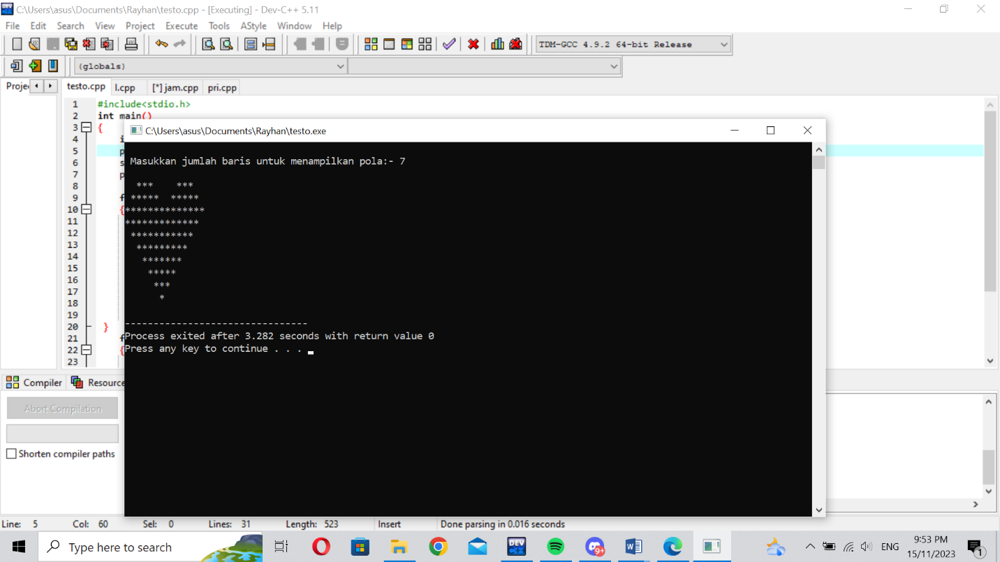 C:\Users\asus\Documents\Rayhan\testo.cpp - [Executing] - Dev-C++ 5.11
File Edit Search View Project Execute Tools AStyle Window Help
TDM-GCC 4.9.2 64-bit Release
(globals)
testo.cpp l.cpp [*] jam.cpp pri.cpp
1 #include<stdio.h>
2 int main()
3 {
4
5
6
7
8
9
10 {
11
12
13
14
15
16
17
18
19
20 }
21
22 {
23
C:\Users\asus\Documents\Rayhan\testo.exe
Masukkan jumlah baris untuk menampilkan pola:- 7
  ***    ***
 *****  *****
**************
*************
 ***********
  *********
   *******
    *****
     ***
      *
--------------------------------
Process exited after 3.282 seconds with return value 0
Press any key to continue . . .
Compiler
Abort Compilation
Shorten compiler paths
Line: 5 Col: 60 Sel: 0 Lines: 31 Length: 523 Insert Done parsing in 0.016 seconds
Type here to search
DEV C++
9+
ENG
9:53 PM
15/11/2023
1